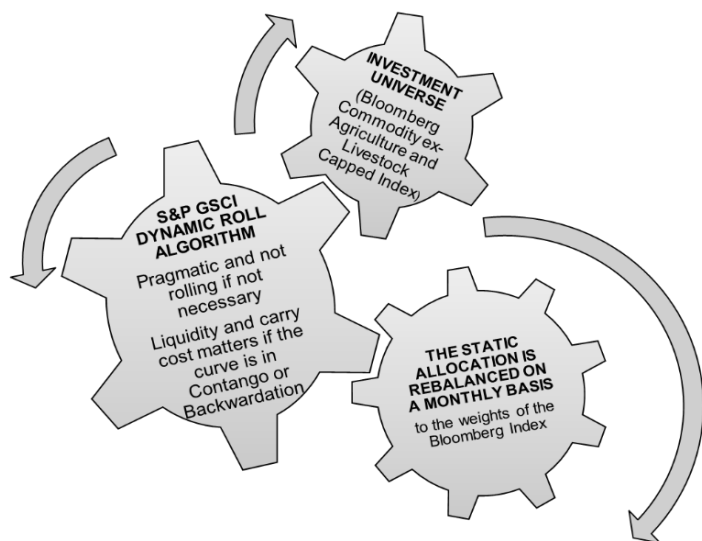 INVESTMENT
UNIVERSE
(Bloomberg
Commodity ex-
Agriculture and
Livestock
Capped Index)
S&P GSCI
DYNAMIC ROLL
ALGORITHM
Pragmatic and not
rolling if not
necessary
Liquidity and carry
cost matters if the
curve is in
Contango or
Backwardation
THE STATIC
ALLOCATION IS
REBALANCED ON
A MONTHLY BASIS
to the weights of the
Bloomberg Index